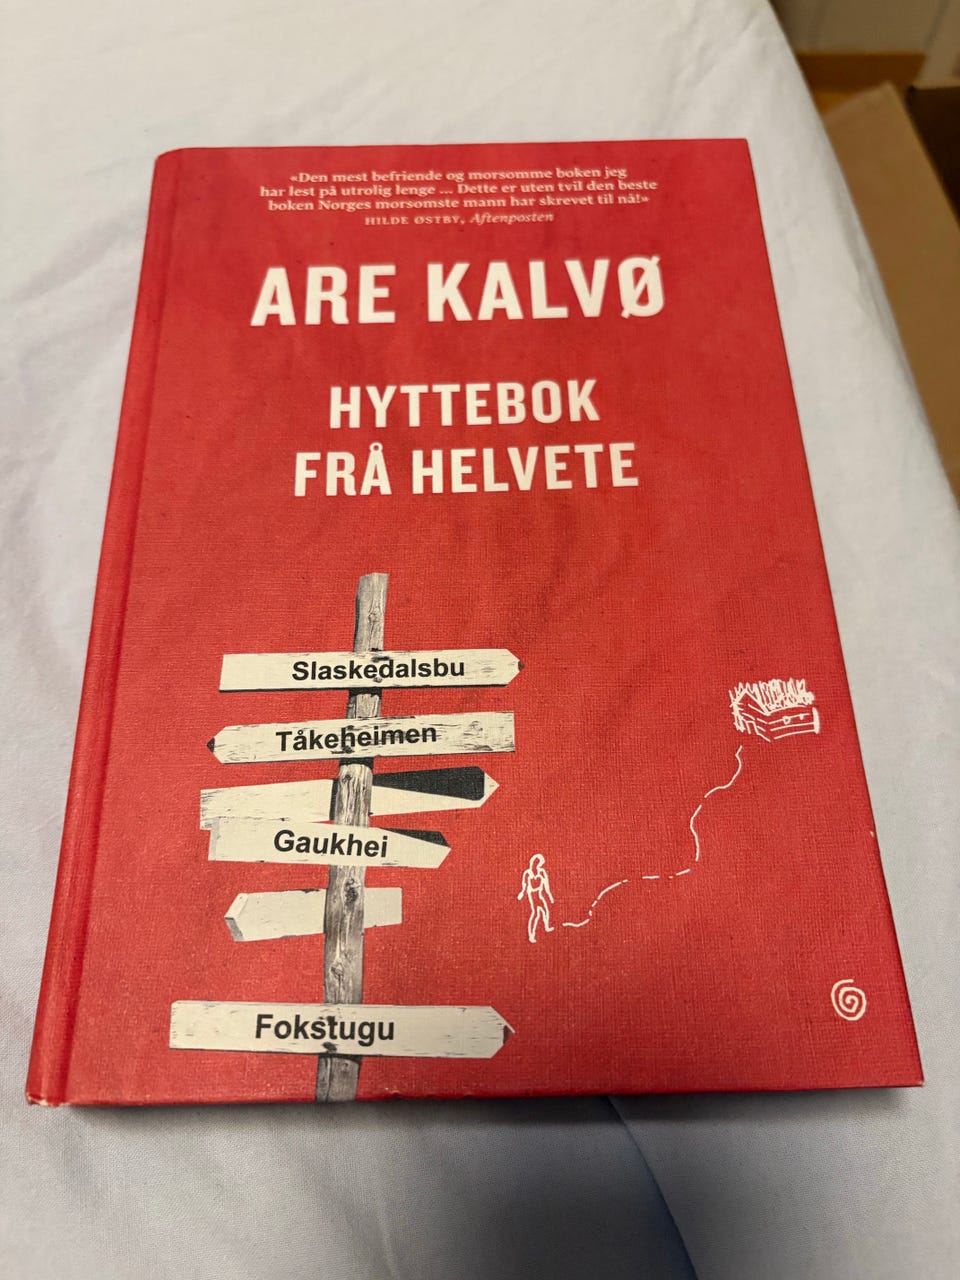 «Den mest befriende og morsomme boken jeg
har lest på utrolig lenge ... Dette er uten tvil den beste
boken Norges morsomste mann har skrevet til nå!»
HILDE ØSTBY, Aftenposten
ARE KALVØ
HYTTEBOK
FRÅ HELVETE
Slaskedalsbu
Tåkeheimen
Gaukhei
Fokstugu